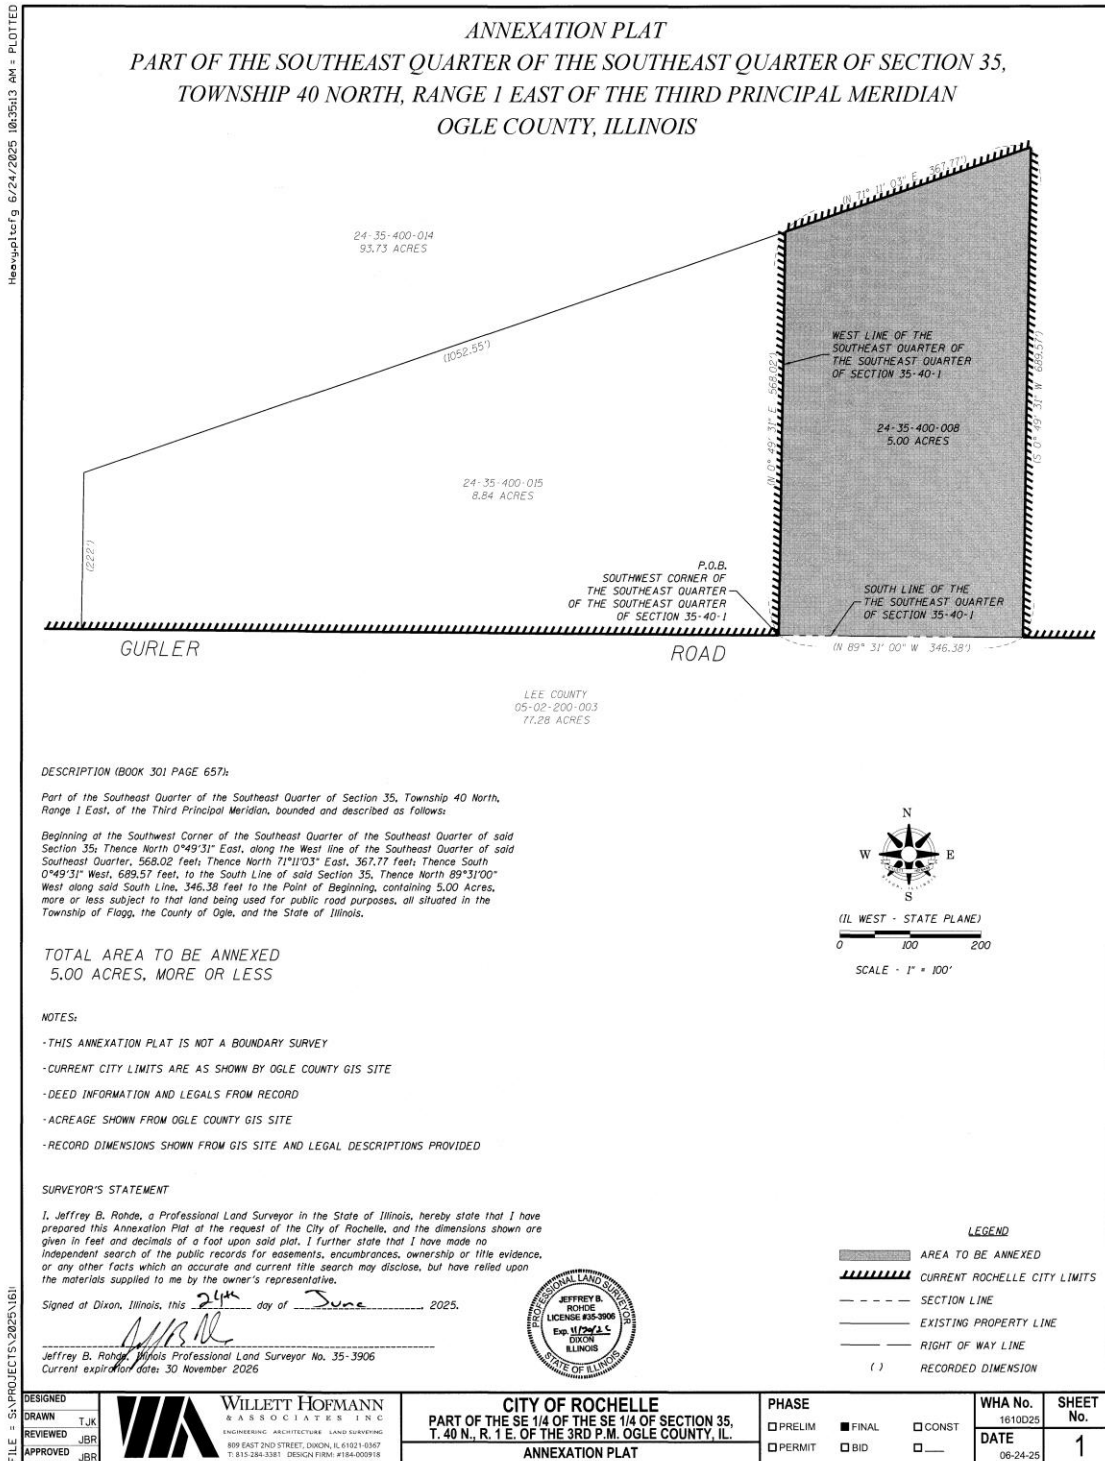 Heavy.pltcfg 6/24/2025 10:35:13 AM = PLOTTED
ANNEXATION PLAT
PART OF THE SOUTHEAST QUARTER OF THE SOUTHEAST QUARTER OF SECTION 35,
TOWNSHIP 40 NORTH, RANGE 1 EAST OF THE THIRD PRINCIPAL MERIDIAN
OGLE COUNTY, ILLINOIS
(N 71° 11' 03" E 367.77')
24-35-400-014
93.73 ACRES
(1052.55')
WEST LINE OF THE
SOUTHEAST QUARTER OF
THE SOUTHEAST QUARTER
OF SECTION 35-40-1
(N 0° 49' 31" E 568.02')
(S 0° 49' 31" W 689.57')
24-35-400-008
5.00 ACRES
24-35-400-015
8.84 ACRES
(222')
P.O.B.
SOUTHWEST CORNER OF
THE SOUTHEAST QUARTER
OF THE SOUTHEAST QUARTER
OF SECTION 35-40-1
SOUTH LINE OF THE
THE SOUTHEAST QUARTER
OF SECTION 35-40-1
GURLER ROAD
(N 89° 31' 00" W 346.38')
LEE COUNTY
05-02-200-003
77.28 ACRES
DESCRIPTION (BOOK 301 PAGE 657):
Part of the Southeast Quarter of the Southeast Quarter of Section 35, Township 40 North,
Range 1 East, of the Third Principal Meridian, bounded and described as follows:
Beginning at the Southwest Corner of the Southeast Quarter of the Southeast Quarter of said
Section 35; Thence North 0°49'31" East, along the West line of the Southeast Quarter of said
Southeast Quarter, 568.02 feet; Thence North 71°11'03" East, 367.77 feet; Thence South
0°49'31" West, 689.57 feet, to the South Line of said Section 35, Thence North 89°31'00"
West along said South Line, 346.38 feet to the Point of Beginning, containing 5.00 Acres,
more or less subject to that land being used for public road purposes, all situated in the
Township of Flagg, the County of Ogle, and the State of Illinois.
TOTAL AREA TO BE ANNEXED
5.00 ACRES, MORE OR LESS
N
W E
S
(IL WEST - STATE PLANE)
0 100 200
SCALE - 1" = 100'
NOTES:
-THIS ANNEXATION PLAT IS NOT A BOUNDARY SURVEY
-CURRENT CITY LIMITS ARE AS SHOWN BY OGLE COUNTY GIS SITE
-DEED INFORMATION AND LEGALS FROM RECORD
-ACREAGE SHOWN FROM OGLE COUNTY GIS SITE
-RECORD DIMENSIONS SHOWN FROM GIS SITE AND LEGAL DESCRIPTIONS PROVIDED
SURVEYOR'S STATEMENT
I, Jeffrey B. Rohde, a Professional Land Surveyor in the State of Illinois, hereby state that I have
prepared this Annexation Plat at the request of the City of Rochelle, and the dimensions shown are
given in feet and decimals of a foot upon said plat. I further state that I have made no
independent search of the public records for easements, encumbrances, ownership or title evidence,
or any other facts which an accurate and current title search may disclose, but have relied upon
the materials supplied to me by the owner's representative.
Signed at Dixon, Illinois, this 24th day of June, 2025.
Jeffrey B. Rohde, Illinois Professional Land Surveyor No. 35-3906
Current expiration date: 30 November 2026
PROFESSIONAL LAND SURVEYOR
JEFFREY B.
ROHDE
LICENSE #35-3906
Exp.
DIXON
ILLINOIS
STATE OF ILLINOIS
LEGEND
AREA TO BE ANNEXED
CURRENT ROCHELLE CITY LIMITS
SECTION LINE
EXISTING PROPERTY LINE
RIGHT OF WAY LINE
( ) RECORDED DIMENSION
FILE = S:\PROJECTS\2025\1610
DESIGNED
DRAWN TJK
REVIEWED JBR
APPROVED JBR
WILLETT HOFMANN
& ASSOCIATES INC
ENGINEERING ARCHITECTURE LAND SURVEYING
809 EAST 2ND STREET, DIXON, IL 61021-0367
T: 815-284-3381 DESIGN FIRM: #184-000918
CITY OF ROCHELLE
PART OF THE SE 1/4 OF THE SE 1/4 OF SECTION 35,
T. 40 N., R. 1 E. OF THE 3RD P.M. OGLE COUNTY, IL.
ANNEXATION PLAT
PHASE
PRELIM FINAL CONST
PERMIT BID ___
WHA No.
1610D25
DATE
06-24-25
SHEET
No.
1